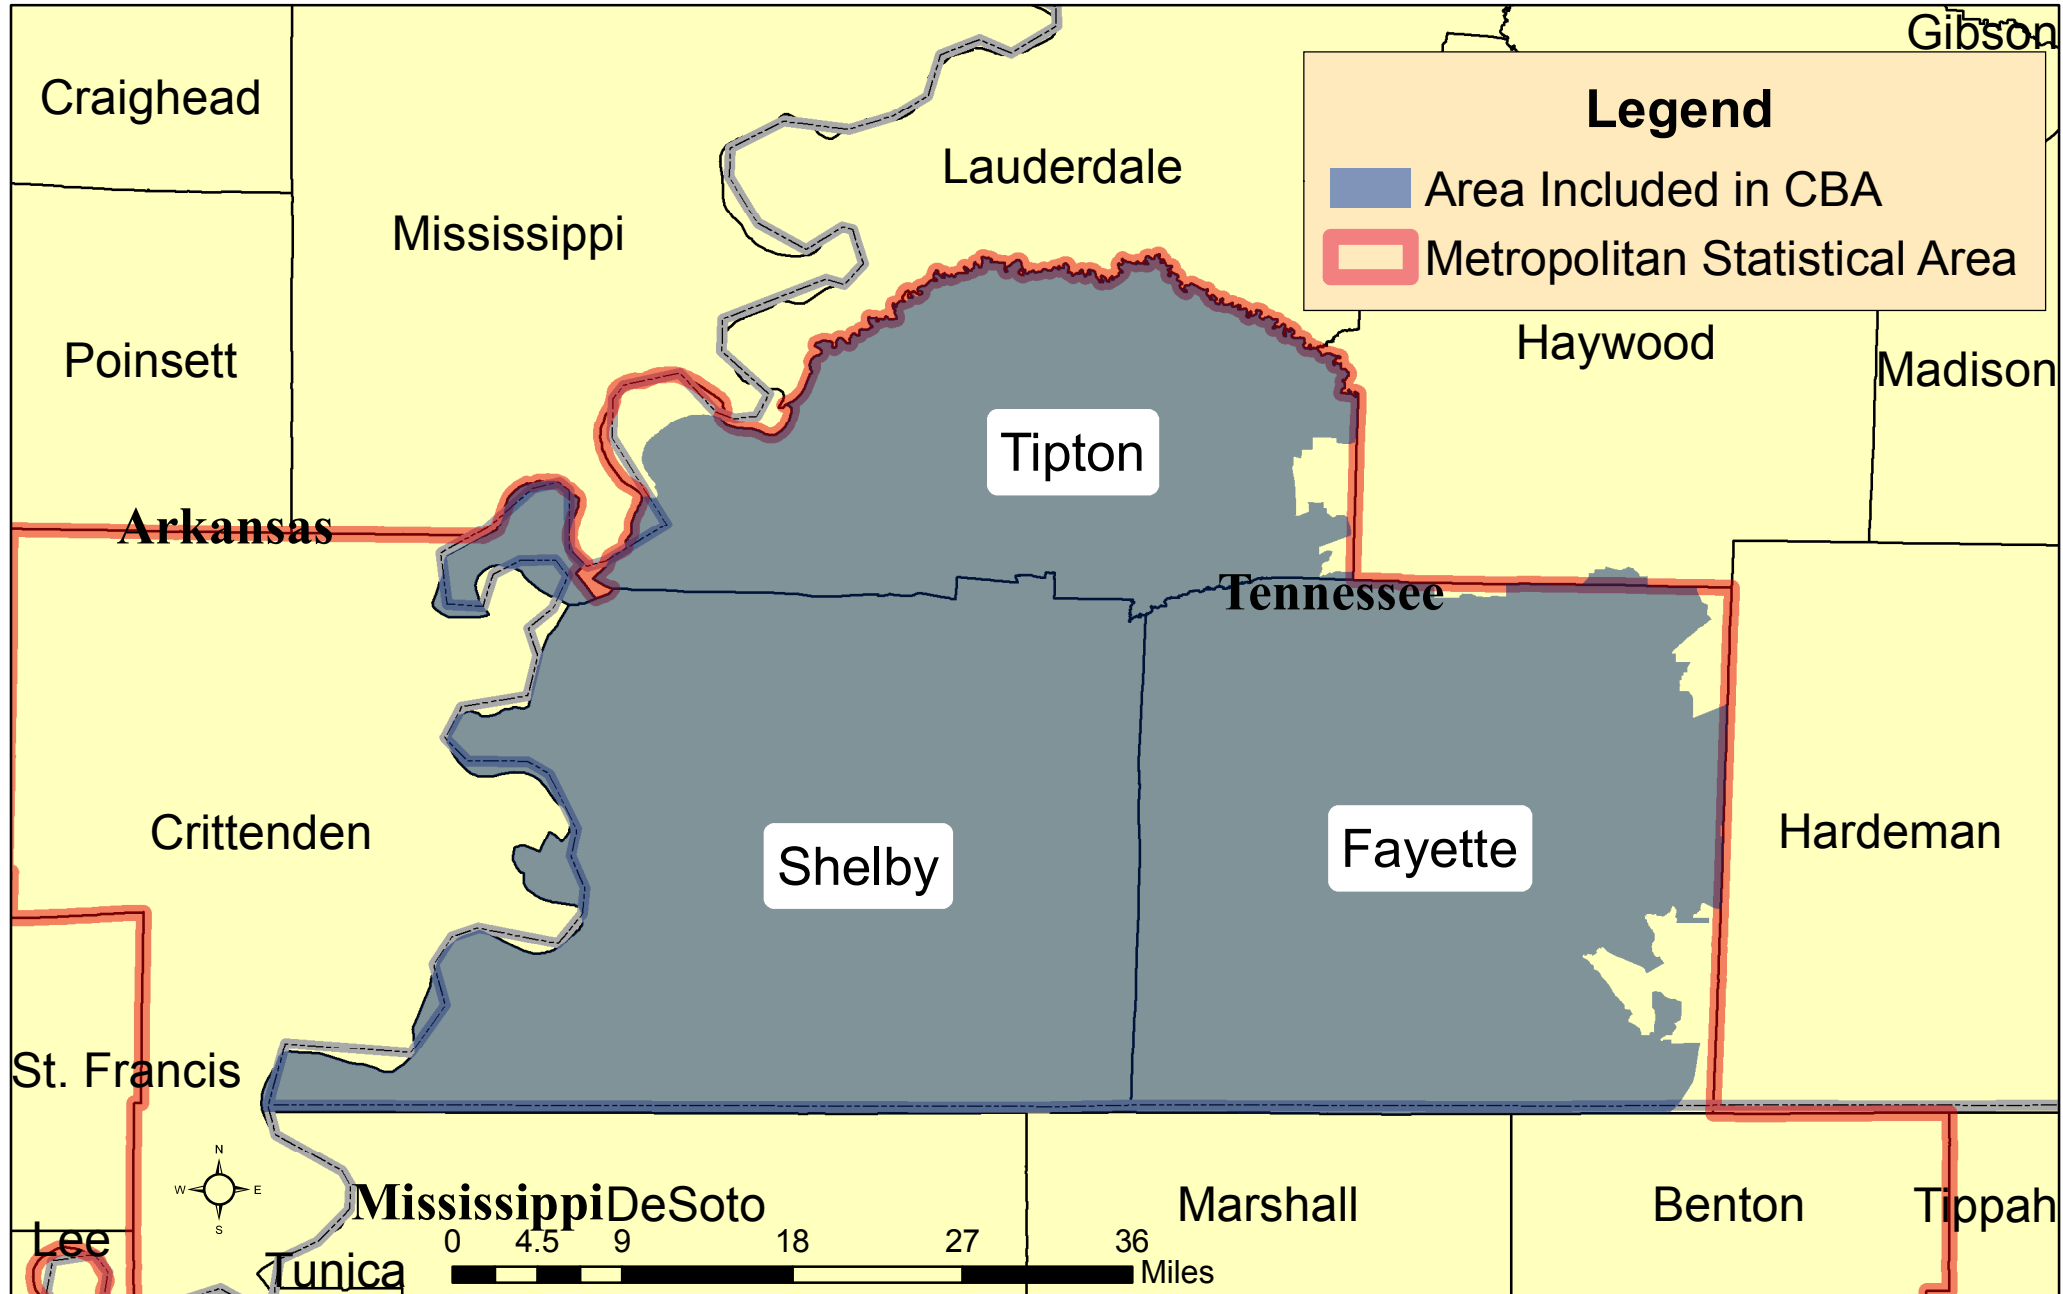 Gibson
Craighead
Legend
Area Included in CBA
Metropolitan Statistical Area
Lauderdale
Mississippi
Haywood
Poinsett
Madison
Tipton
Arkansas
Tennessee
Crittenden
Shelby
Fayette
Hardeman
St. Francis
N
W E
S
Mississippi DeSoto
Marshall
Benton
Tippah
Lee
0 4.5 9 18 27 36
Tunica
Miles